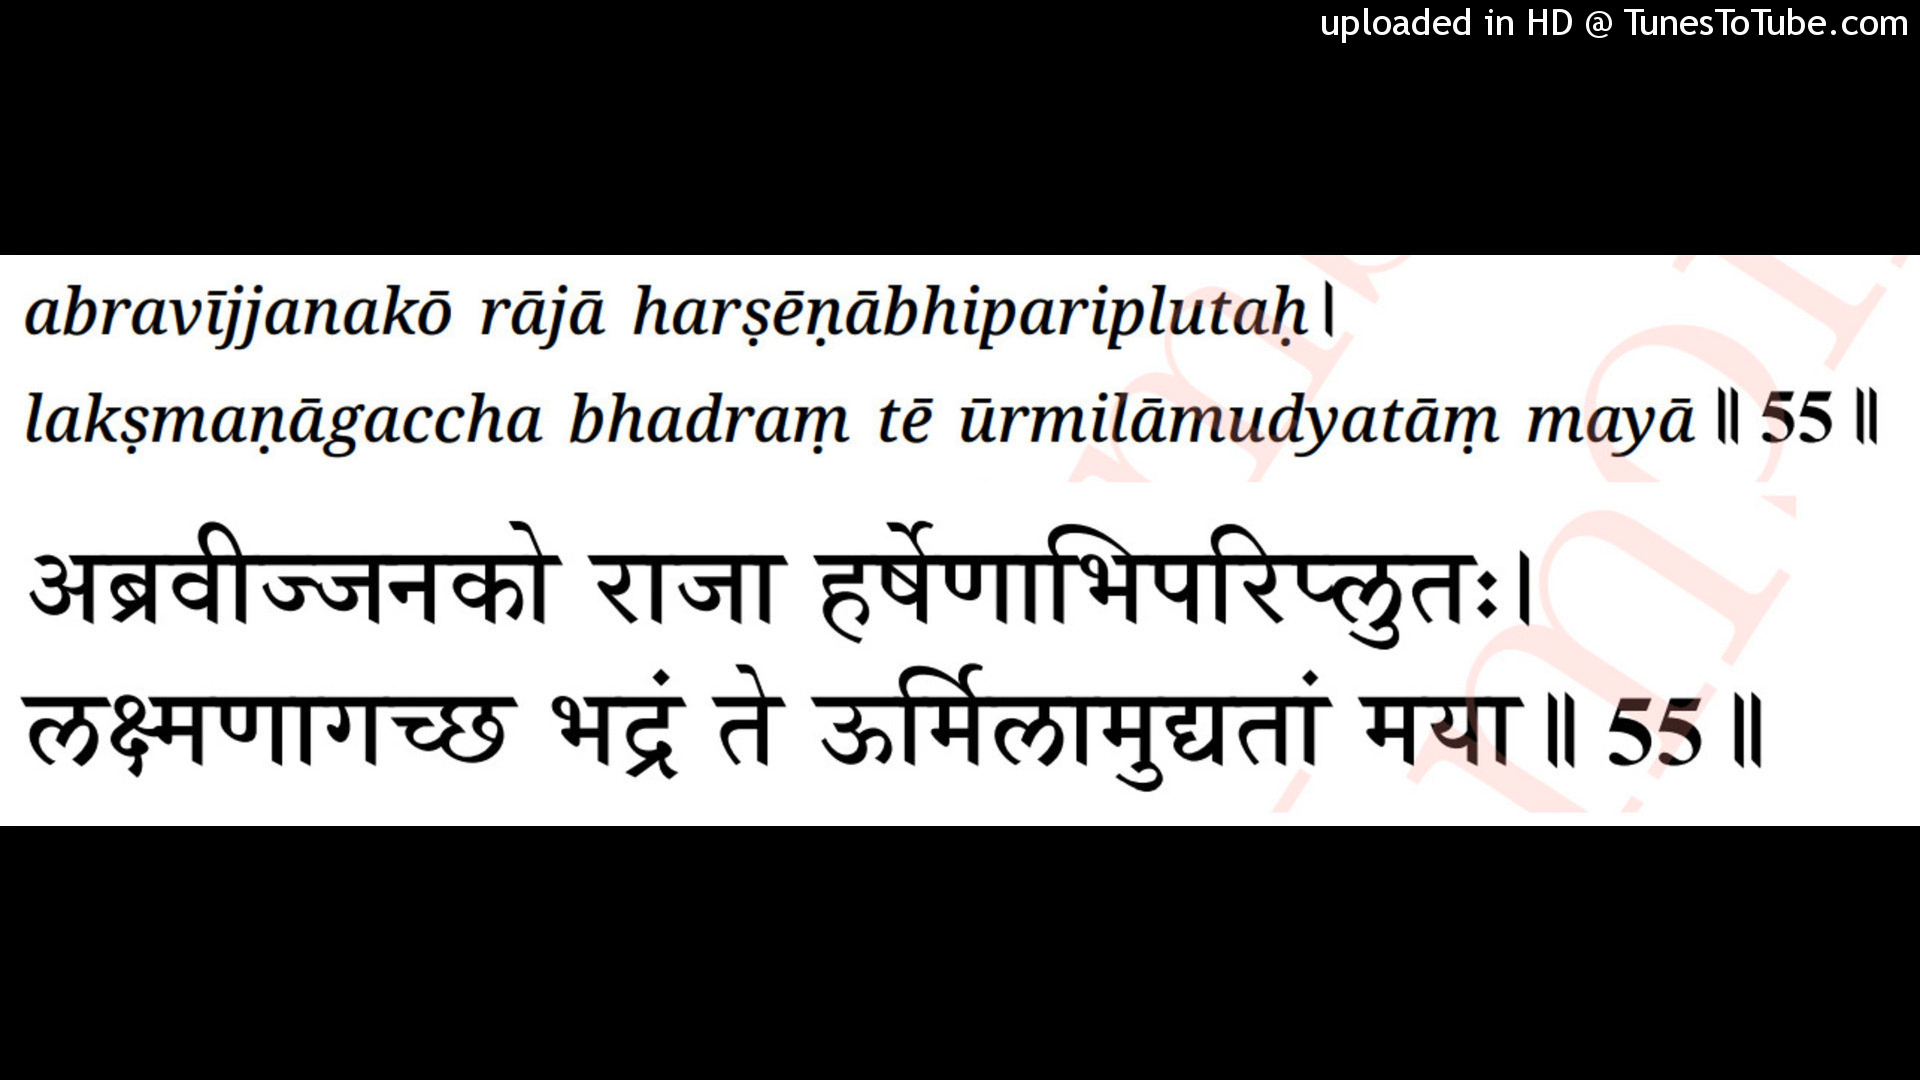 uploaded in HD @ TunesToTube.com
abravījjanakō rājā harṣēṇābhipariplutaḥ।
lakṣmaṇāgaccha bhadraṃ tē ūrmilāmudyatāṃ mayā ॥ 55 ॥
अब्रवीज्जनको राजा हर्षेणाभिपरिप्लुतः।
लक्ष्मणागच्छ भद्रं ते ऊर्मिलामुद्यतां मया ॥ 55 ॥